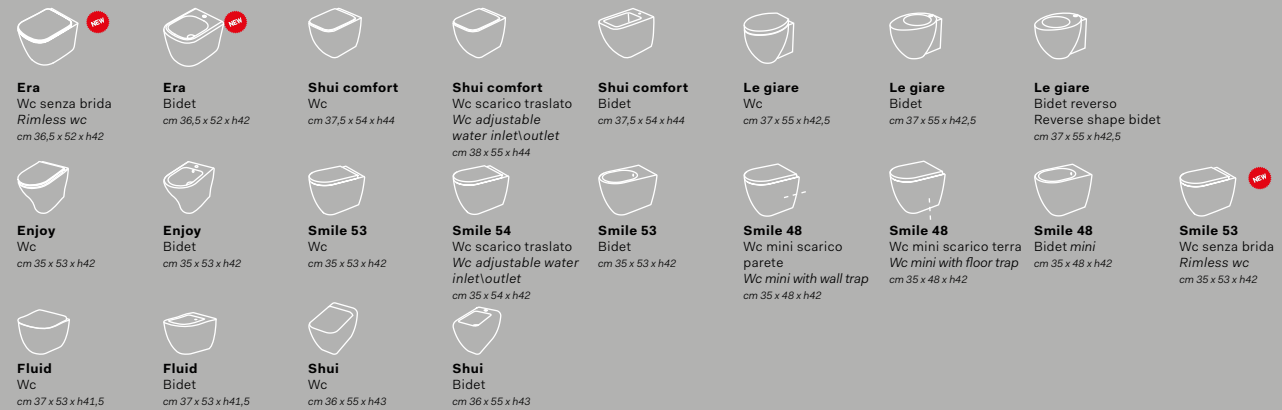 NEW
Era
Wc senza brida
Rimless wc
cm 36,5 x 52 x h42
NEW
Era
Bidet
cm 36,5 x 52 x h42
Shui comfort
Wc
cm 37,5 x 54 x h44
Shui comfort
Wc scarico traslato
Wc adjustable
water inlet\outlet
cm 38 x 55 x h44
Shui comfort
Bidet
cm 37,5 x 54 x h44
Le giare
Wc
cm 37 x 55 x h42,5
Le giare
Bidet
cm 37 x 55 x h42,5
Le giare
Bidet reverso
Reverse shape bidet
cm 37 x 55 x h42,5
Enjoy
Wc
cm 35 x 53 x h42
Enjoy
Bidet
cm 35 x 53 x h42
Smile 53
Wc
cm 35 x 53 x h42
Smile 54
Wc scarico traslato
Wc adjustable water
inlet\outlet
cm 35 x 54 x h42
Smile 53
Bidet
cm 35 x 53 x h42
Smile 48
Wc mini scarico
parete
Wc mini with wall trap
cm 35 x 48 x h42
Smile 48
Wc mini scarico terra
Wc mini with floor trap
cm 35 x 48 x h42
Smile 48
Bidet mini
cm 35 x 48 x h42
NEW
Smile 53
Wc senza brida
Rimless wc
cm 35 x 53 x h42
Fluid
Wc
cm 37 x 53 x h41,5
Fluid
Bidet
cm 37 x 53 x h41,5
Shui
Wc
cm 36 x 55 x h43
Shui
Bidet
cm 36 x 55 x h43